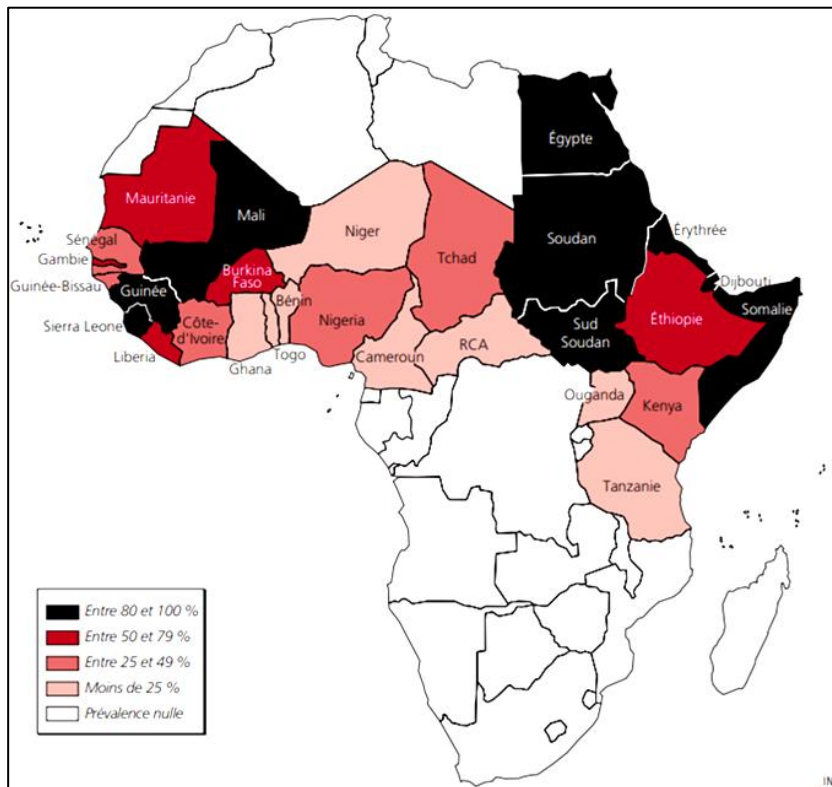 Égypte
Mauritanie
Mali
Niger
Soudan
Érythrée
Sénégal
Tchad
Gambie
Burkina
Faso
Djibouti
Guinée-Bissau
Guinée
Bénin
Nigeria
Somalie
Sierra Leone
Côte-
d'Ivoire
Sud
Soudan
Éthiopie
Liberia
Togo
Ghana
Cameroun
RCA
Ouganda
Kenya
Tanzanie
Entre 80 et 100 %
Entre 50 et 79 %
Entre 25 et 49 %
Moins de 25 %
Prévalence nulle
IN